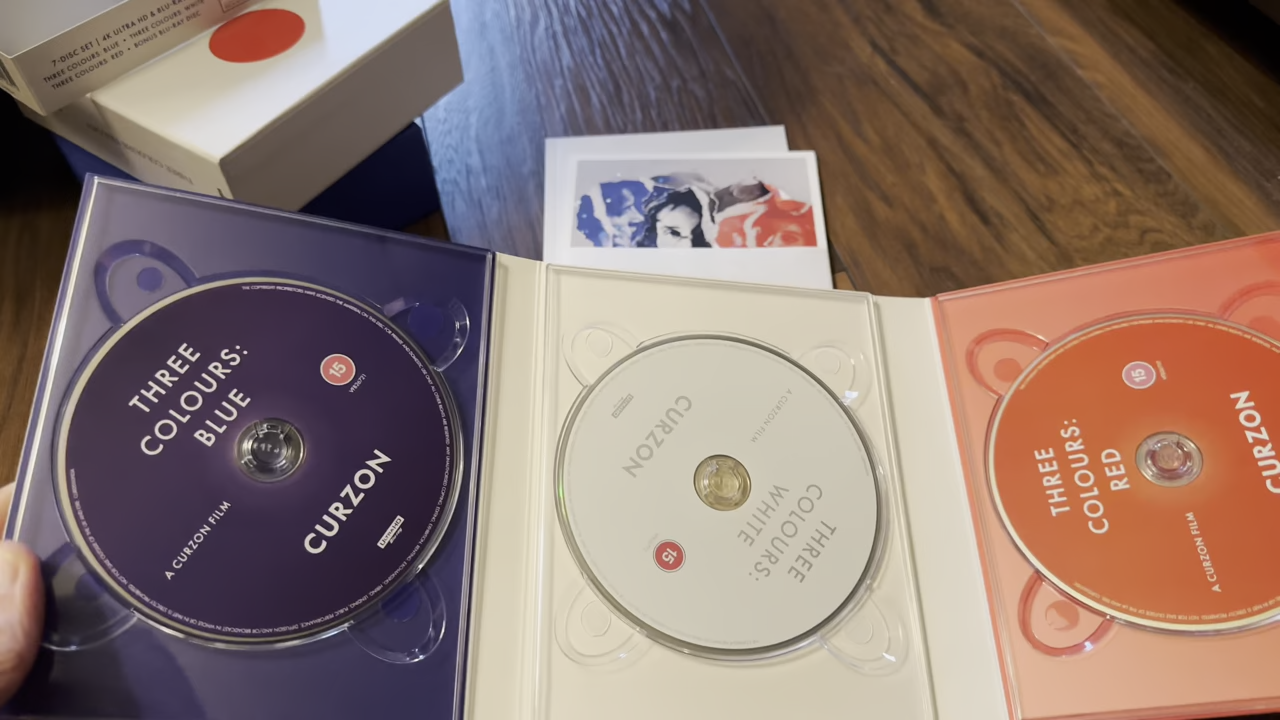 7-DISC SET | 4K ULTRA HD & BLU-RAY
THREE COLOURS: BLUE • THREE COLOURS: WHITE
THREE COLOURS: RED • BONUS BLU-RAY DISC
THREE
COLOURS:
BLUE
15
A CURZON FILM
CURZON
ULTRA HD
CURZON
A CURZON FILM
THREE
COLOURS:
WHITE
15
THREE
COLOURS:
RED
15
A CURZON FILM
CURZON